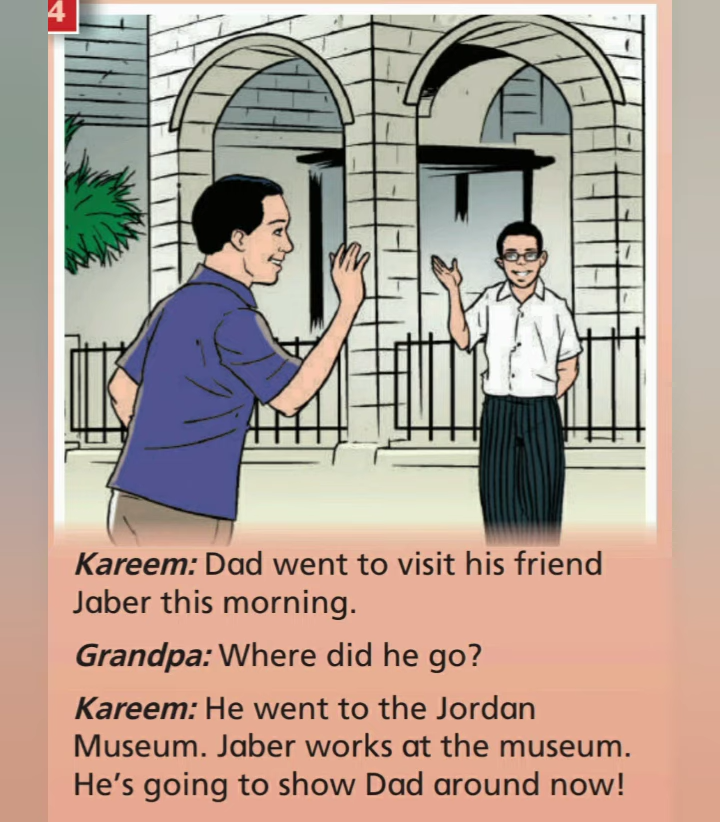 4
Kareem: Dad went to visit his friend
Jaber this morning.
Grandpa: Where did he go?
Kareem: He went to the Jordan
Museum. Jaber works at the museum.
He's going to show Dad around now!